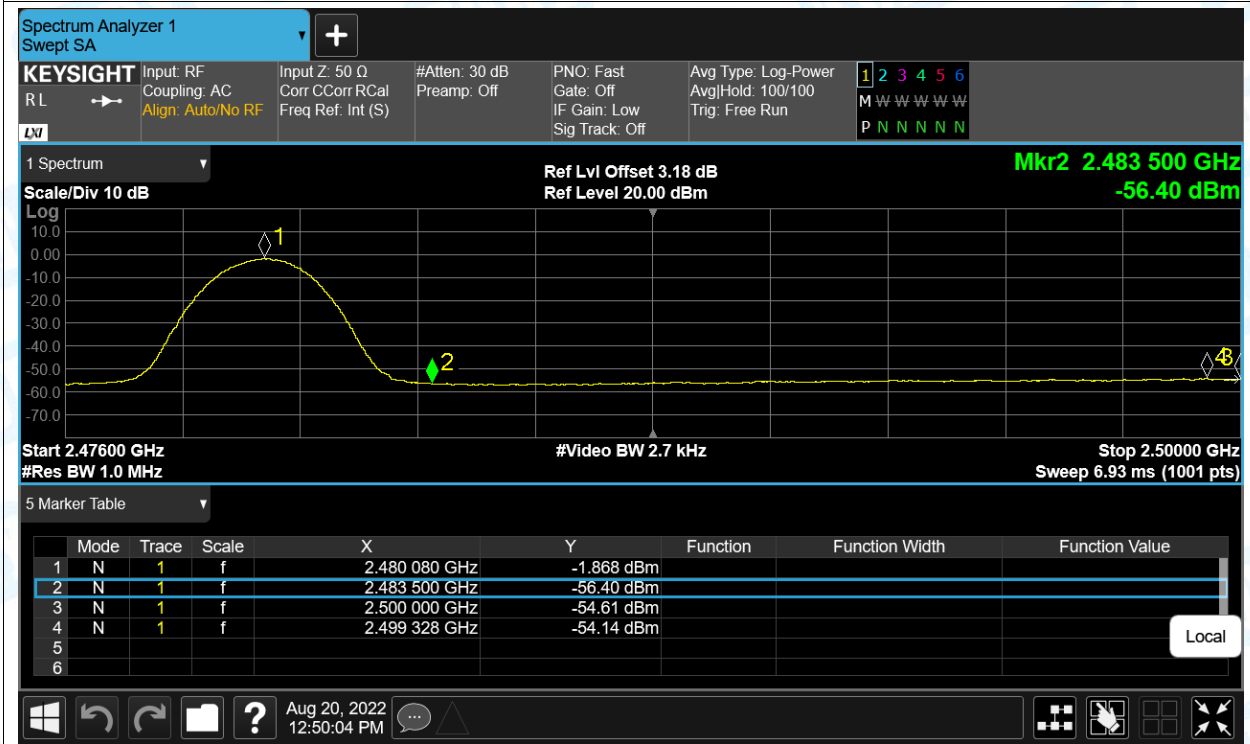 Spectrum Analyzer 1
Swept SA
+
KEYSIGHT Input: RF Input Z: 50 Ω #Atten: 30 dB PNO: Fast Avg Type: Log-Power 1 2 3 4 5 6
R L Coupling: AC Corr CCorr RCal Preamp: Off Gate: Off Avg|Hold: 100/100 M W W W W W W
Align: Auto/No RF Freq Ref: Int (S) IF Gain: Low Trig: Free Run
LXI Sig Track: Off P N N N N N
1 Spectrum
Ref Lvl Offset 3.18 dB Mkr2 2.483 500 GHz
Scale/Div 10 dB Ref Level 20.00 dBm -56.40 dBm
Log
10.0
0.00
-10.0
-20.0
-30.0
-40.0
-50.0
-60.0
-70.0
1
2
4 3
Start 2.47600 GHz #Video BW 2.7 kHz Stop 2.50000 GHz
#Res BW 1.0 MHz Sweep 6.93 ms (1001 pts)
5 Marker Table
Mode Trace Scale X Y Function Function Width Function Value
1 N 1 f 2.480 080 GHz -1.868 dBm
2 N 1 f 2.483 500 GHz -56.40 dBm
3 N 1 f 2.500 000 GHz -54.61 dBm
4 N 1 f 2.499 328 GHz -54.14 dBm
5
6
Local
? Aug 20, 2022
12:50:04 PM